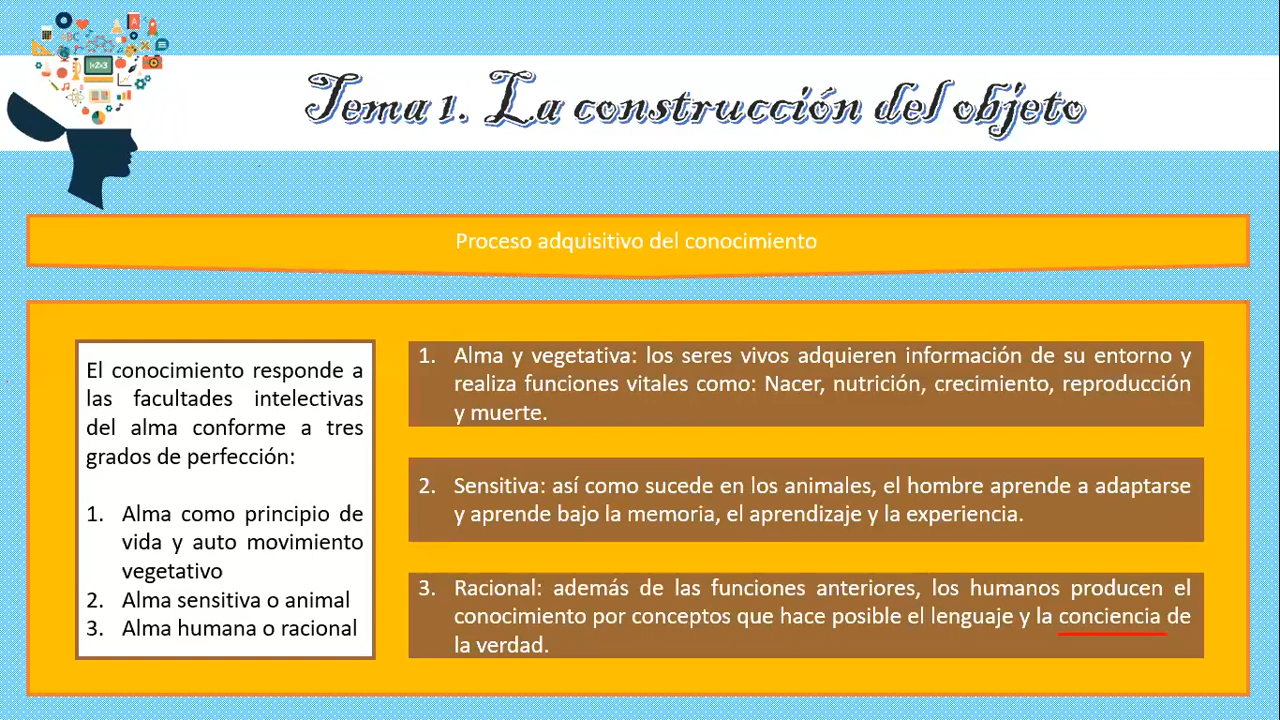 Tema 1. La construcción del objeto
Proceso adquisitivo del conocimiento
El conocimiento responde a
las facultades intelectivas
del alma conforme a tres
grados de perfección:
1. Alma como principio de
vida y auto movimiento
vegetativo
2. Alma sensitiva o animal
3. Alma humana o racional
1. Alma y vegetativa: los seres vivos adquieren información de su entorno y
realiza funciones vitales como: Nacer, nutrición, crecimiento, reproducción
y muerte.
2. Sensitiva: así como sucede en los animales, el hombre aprende a adaptarse
y aprende bajo la memoria, el aprendizaje y la experiencia.
3. Racional: además de las funciones anteriores, los humanos producen el
conocimiento por conceptos que hace posible el lenguaje y la conciencia de
la verdad.